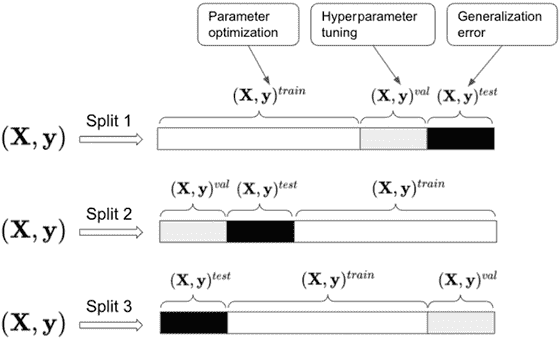 Parameter optimization
Hyperparameter tuning
Generalization error
(X, y)^train (X, y)^val (X, y)^test
(X, y) Split 1
(X, y)^val (X, y)^test (X, y)^train
(X, y) Split 2
(X, y)^test (X, y)^train (X, y)^val
(X, y) Split 3